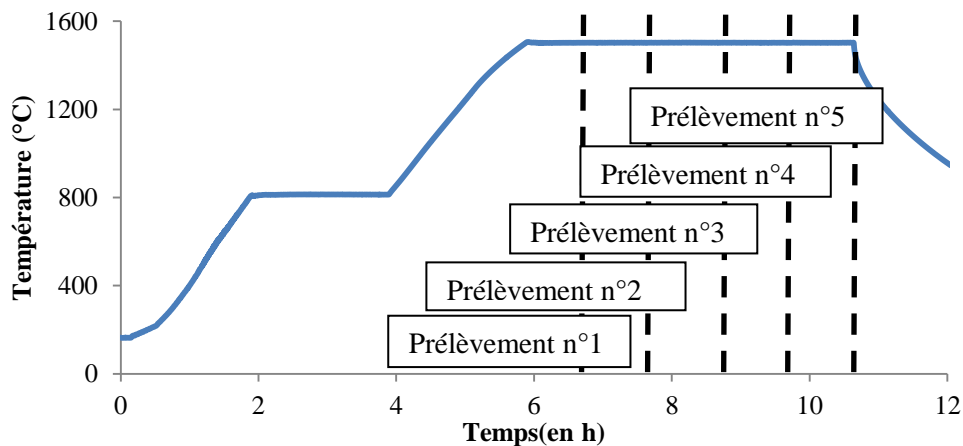 1600
1200
800
400
0
Température (°C)
Prélèvement n°5
Prélèvement n°4
Prélèvement n°3
Prélèvement n°2
Prélèvement n°1
0 2 4 6 8 10 12
Temps(en h)